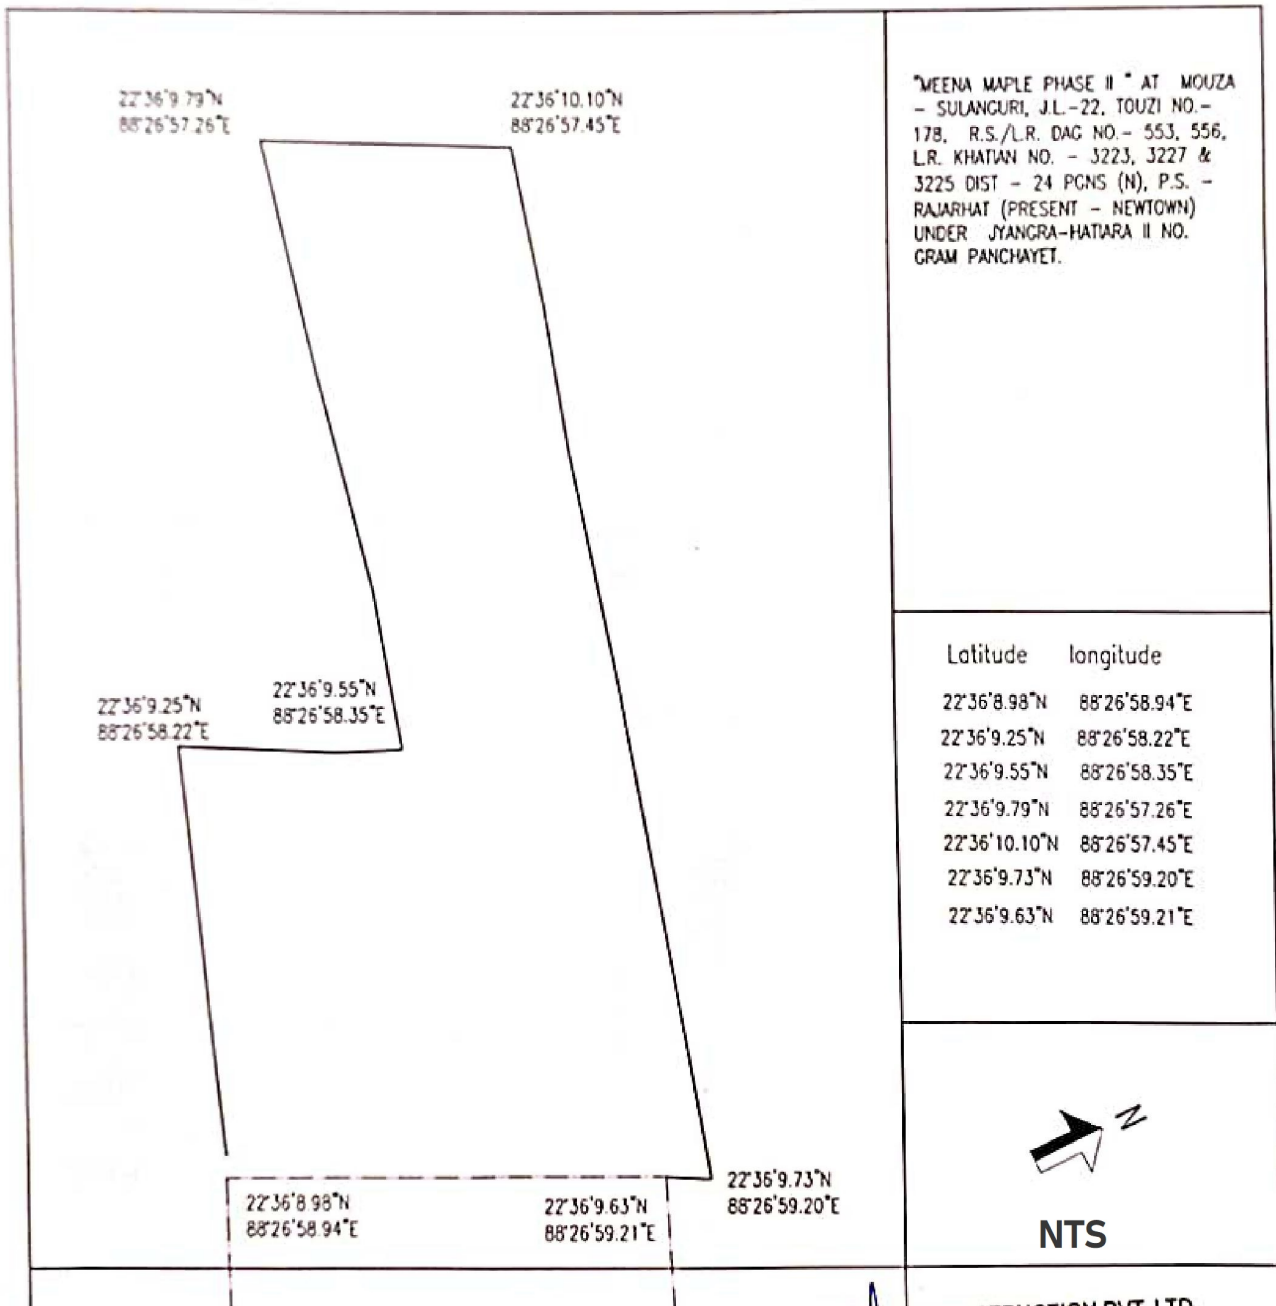 22°36'9.79"N
88°26'57.26"E
22°36'10.10"N
88°26'57.45"E
22°36'9.25"N
88°26'58.22"E
22°36'9.55"N
88°26'58.35"E
22°36'8.98"N
88°26'58.94"E
22°36'9.63"N
88°26'59.21"E
22°36'9.73"N
88°26'59.20"E
"MEENA MAPLE PHASE II " AT MOUZA
- SULANGURI, J.L.-22, TOUZI NO.-
178, R.S./L.R. DAG NO.- 553, 556,
L.R. KHATIAN NO. - 3223, 3227 &
3225 DIST - 24 PGNS (N), P.S. -
RAJARHAT (PRESENT - NEWTOWN)
UNDER JYANGRA-HATIARA II NO.
GRAM PANCHAYET.
Latitude longitude
22°36'8.98"N 88°26'58.94"E
22°36'9.25"N 88°26'58.22"E
22°36'9.55"N 88°26'58.35"E
22°36'9.79"N 88°26'57.26"E
22°36'10.10"N 88°26'57.45"E
22°36'9.73"N 88°26'59.20"E
22°36'9.63"N 88°26'59.21"E
N
NTS
PVT. LTD.